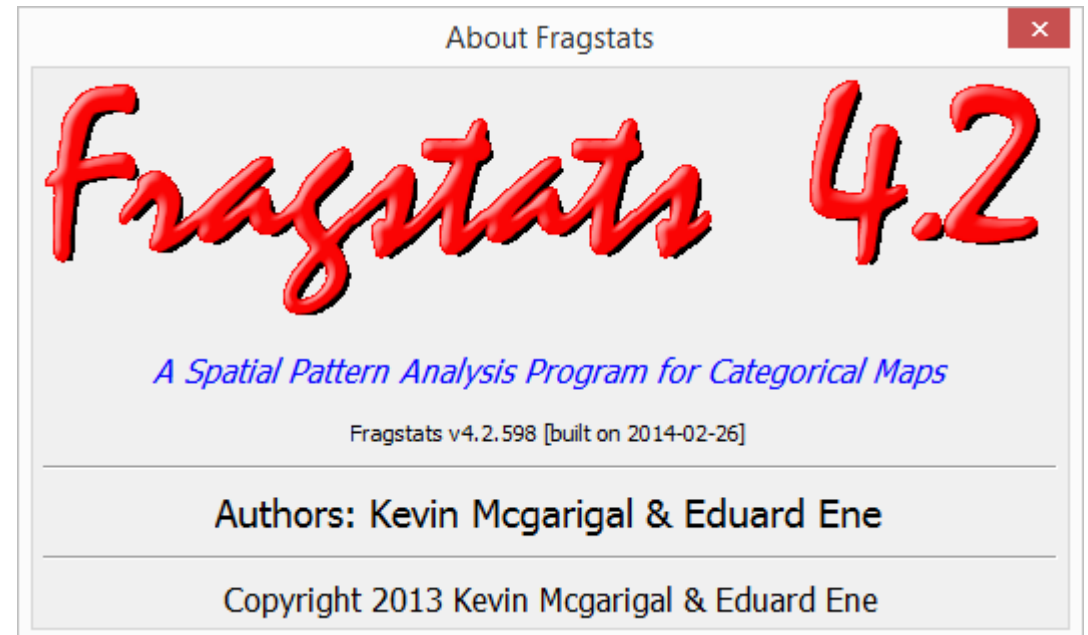 About Fragstats
Fragstats 4.2
A Spatial Pattern Analysis Program for Categorical Maps
Fragstats v4.2.598 [built on 2014-02-26]
Authors: Kevin Mcgarigal & Eduard Ene
Copyright 2013 Kevin Mcgarigal & Eduard Ene